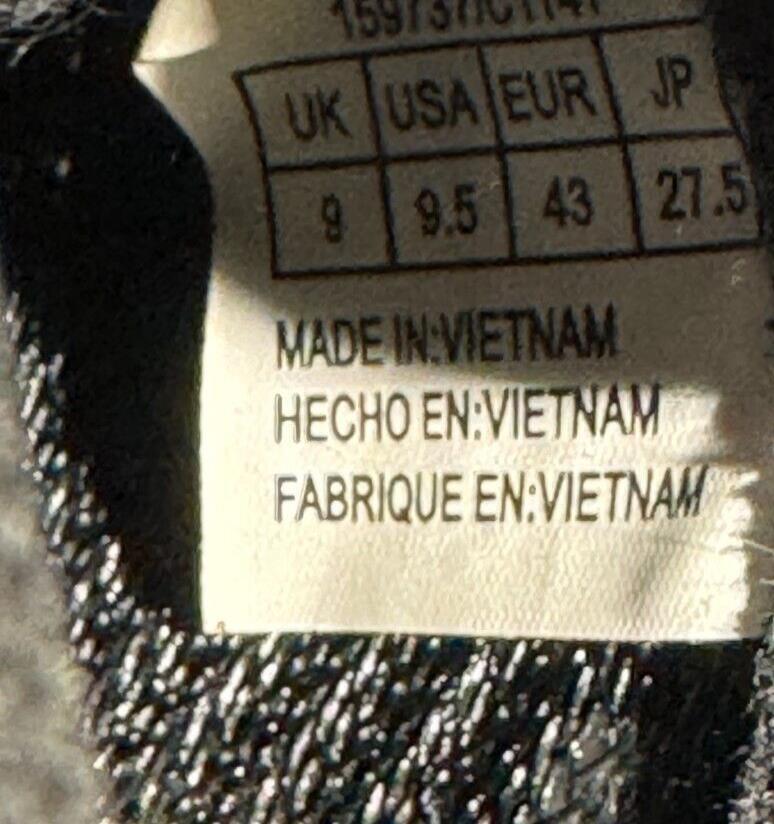 UK USA EUR JP
9 9.5 43 27.5
MADE IN:VIETNAM
HECHO EN:VIETNAM
FABRIQUE EN:VIETNAM